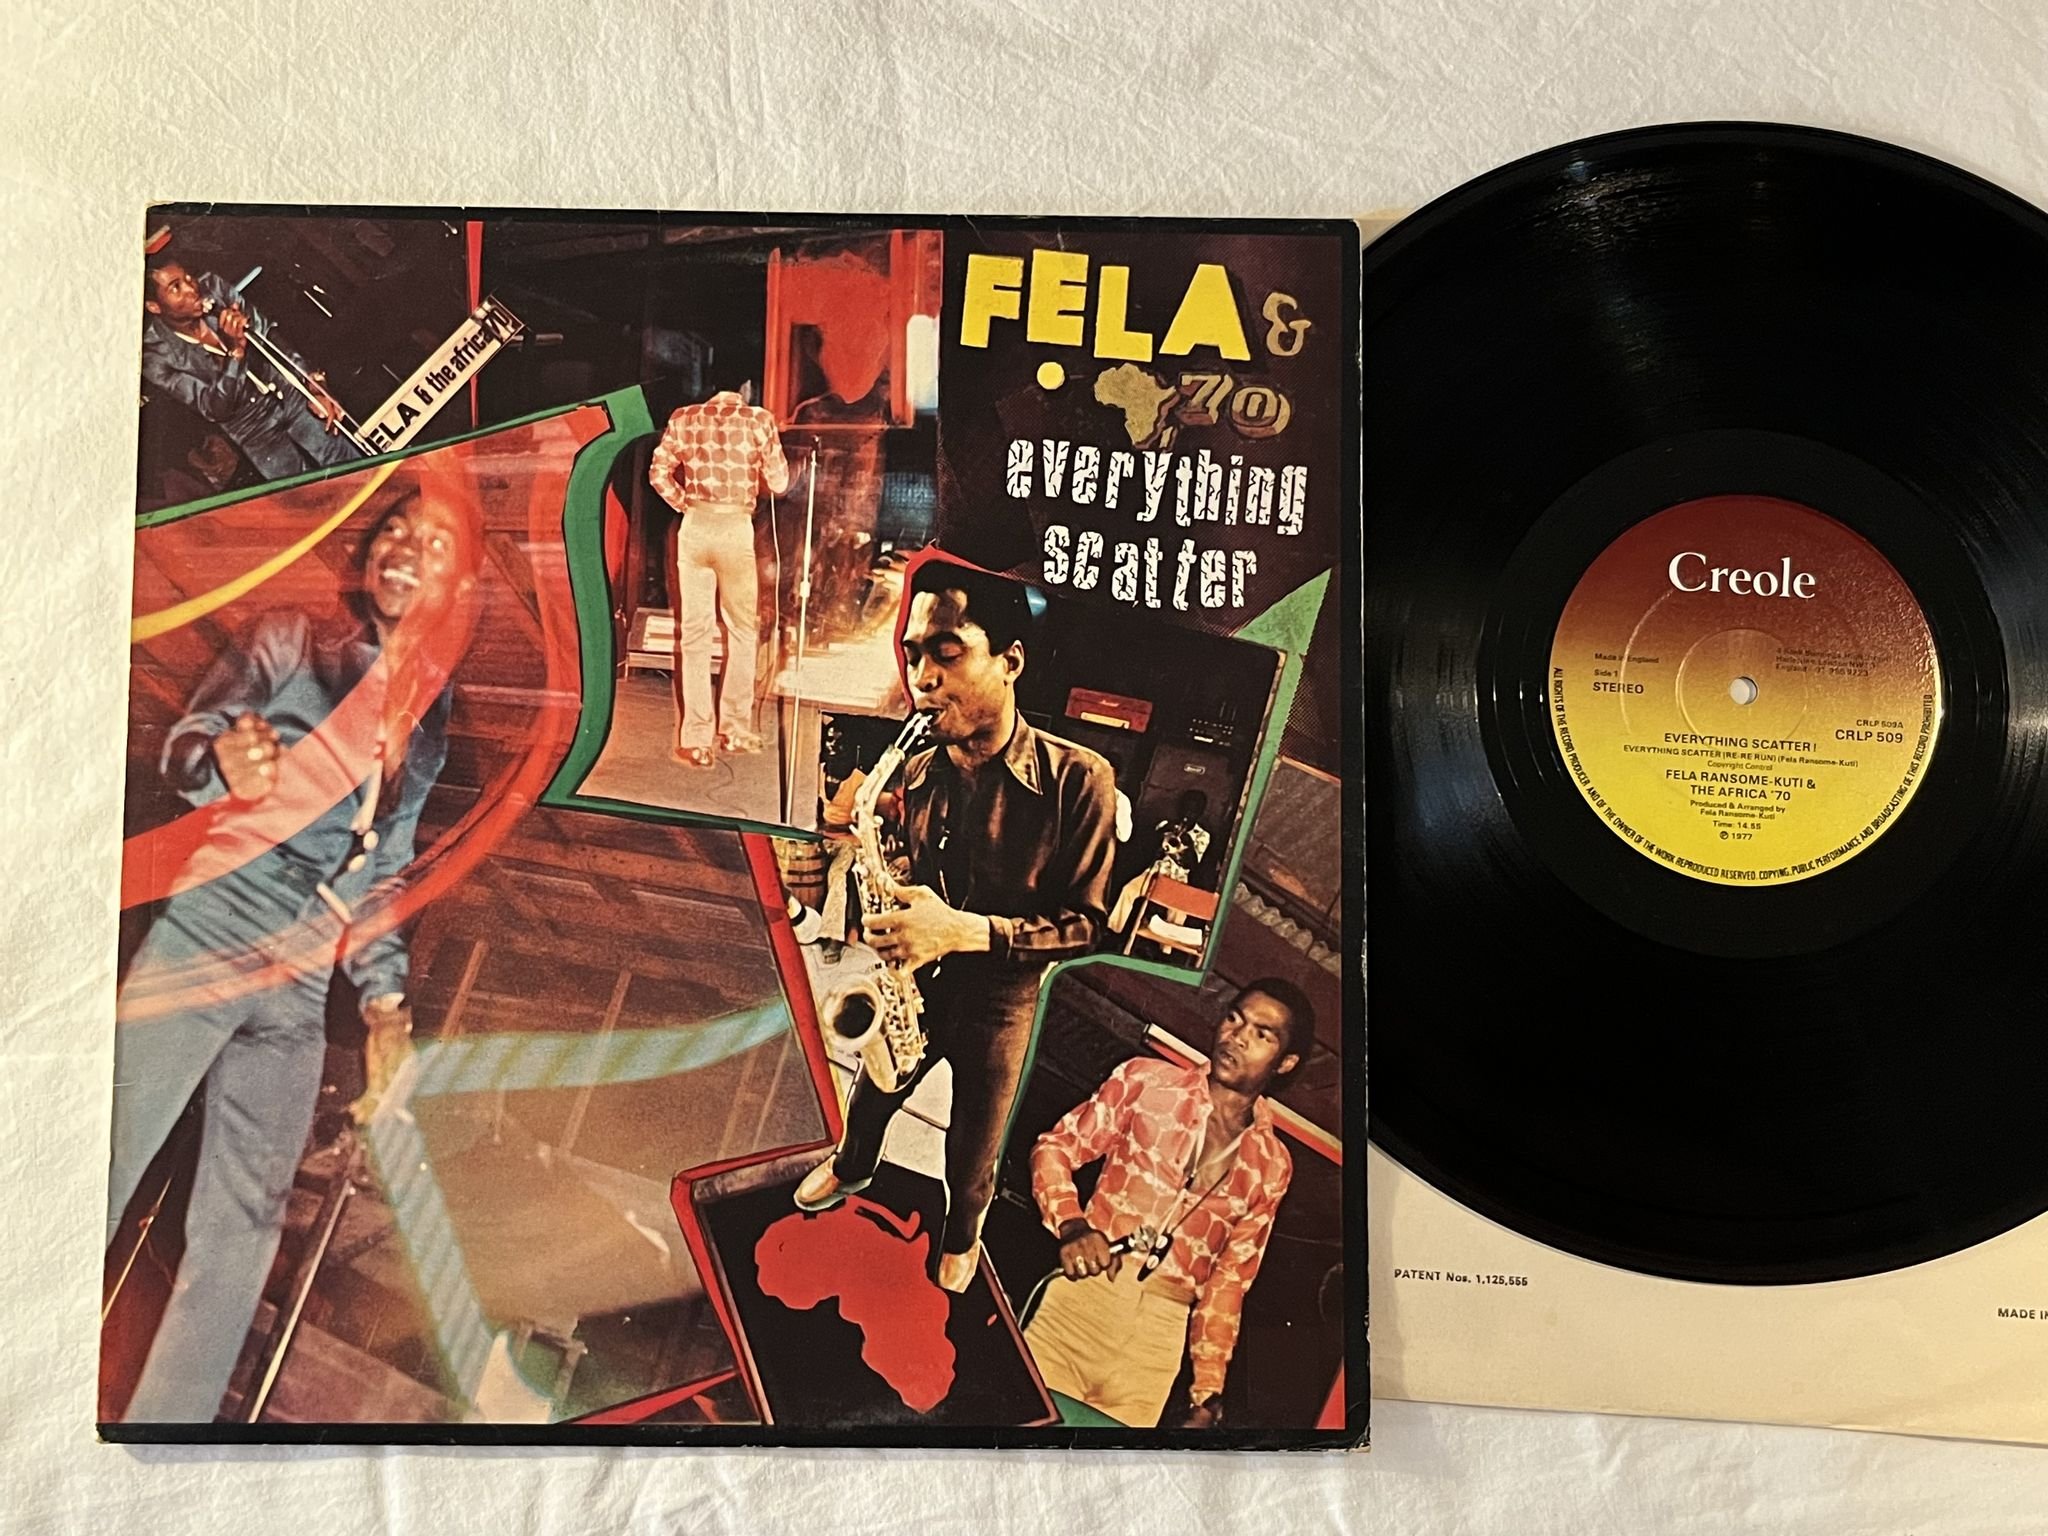 FELA &
70
everything
scatter
FELA & the africa 70
Creole
Made in England
Side 1
STEREO
England
CRLP 509A
CRLP 509
EVERYTHING SCATTER!
EVERYTHING SCATTER (RE-RE RUN) (Fela Ransome-Kuti)
Copyright Control
FELA RANSOME-KUTI &
THE AFRICA '70
Produced & Arranged by
Fela Ransome-Kuti
Time: 14.55
℗ 1977
ALL RIGHTS OF THE RECORD PRODUCER AND OF THE OWNER OF THE WORK REPRODUCED RESERVED. COPYING, PUBLIC PERFORMANCE AND BROADCASTING OF THIS RECORD PROHIBITED
PATENT Nos. 1,125,555
MADE